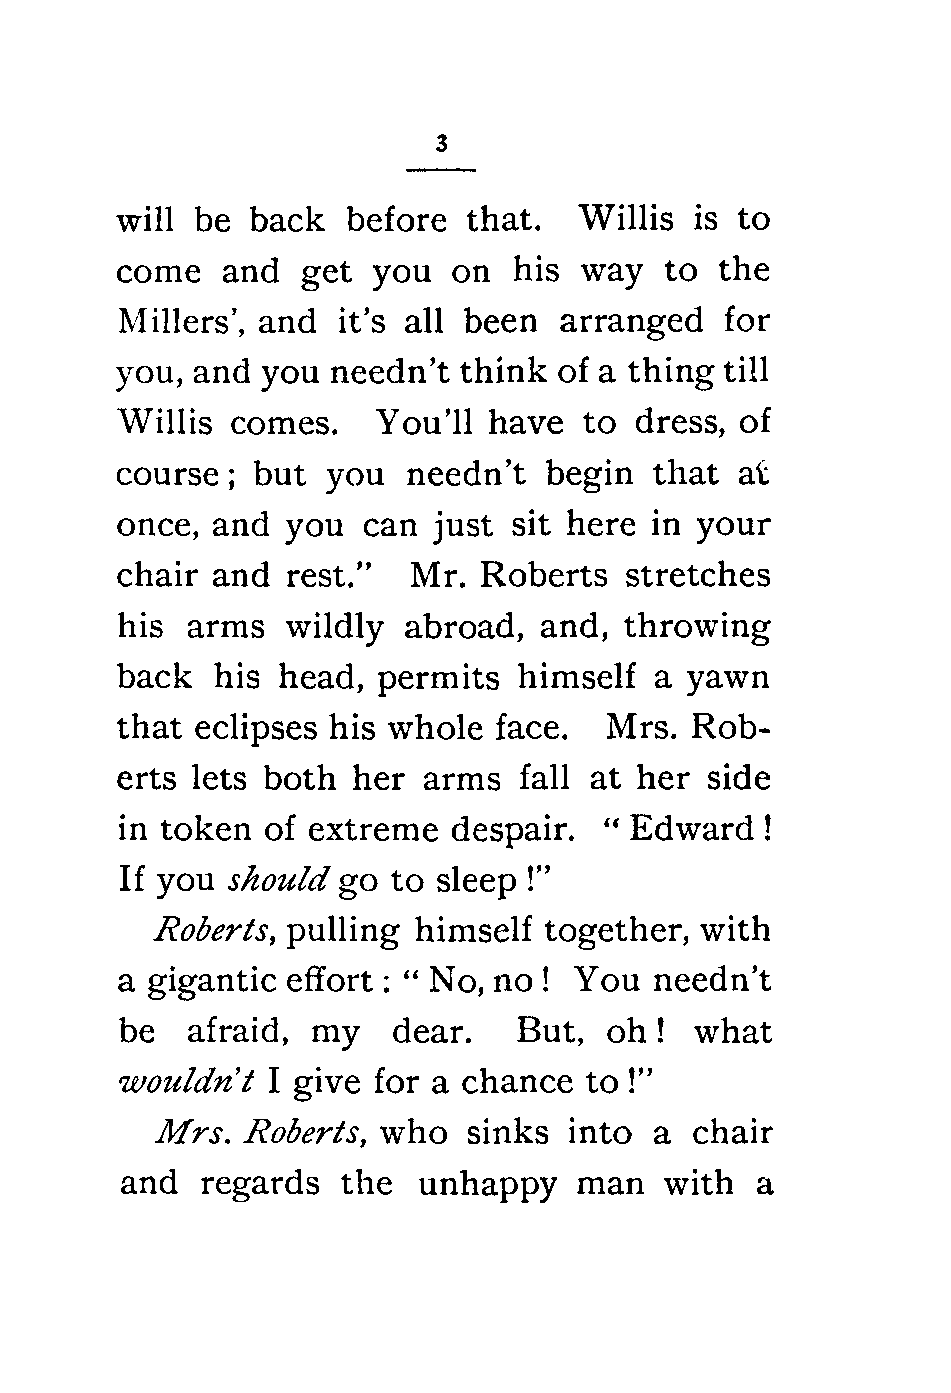 3
will be back before that. Willis is to
come and get you on his way to the
Millers', and it's all been arranged for
you, and you needn't think of a thing till
Willis comes. You'll have to dress, of
course; but you needn't begin that at
once, and you can just sit here in your
chair and rest." Mr. Roberts stretches
his arms wildly abroad, and, throwing
back his head, permits himself a yawn
that eclipses his whole face. Mrs. Rob-
erts lets both her arms fall at her side
in token of extreme despair. "Edward!
If you should go to sleep!"
Roberts, pulling himself together, with
a gigantic effort: "No, no! You needn't
be afraid, my dear. But, oh! what
wouldn't I give for a chance to!"
Mrs. Roberts, who sinks into a chair
and regards the unhappy man with a